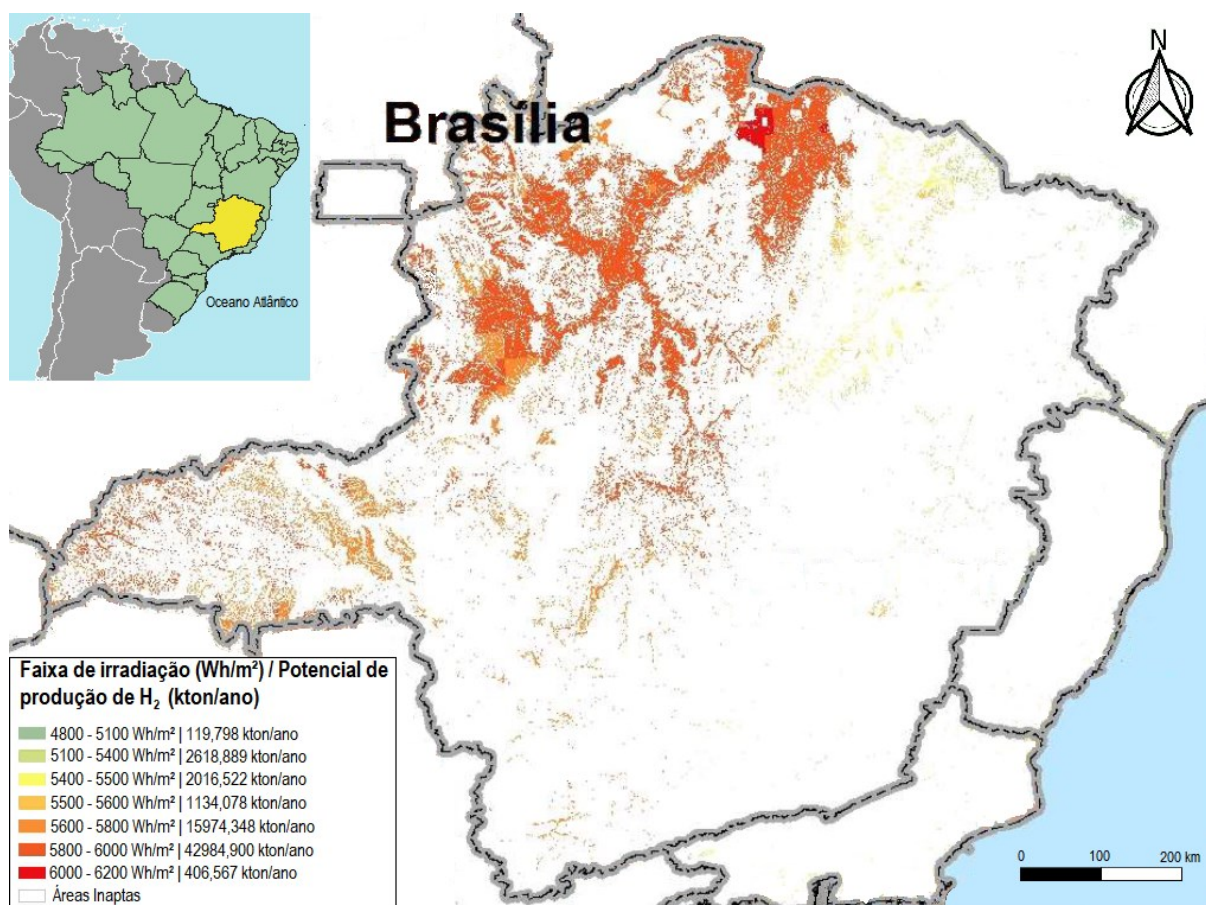 Brasília
N
Oceano Atlântico
Faixa de irradiação (Wh/m²) / Potencial de
produção de H₂ (kton/ano)
4800 - 5100 Wh/m² | 119,798 kton/ano
5100 - 5400 Wh/m² | 2618,889 kton/ano
5400 - 5500 Wh/m² | 2016,522 kton/ano
5500 - 5600 Wh/m² | 1134,078 kton/ano
5600 - 5800 Wh/m² | 15974,348 kton/ano
5800 - 6000 Wh/m² | 42984,900 kton/ano
6000 - 6200 Wh/m² | 406,567 kton/ano
Áreas Inaptas
0 100 200 km